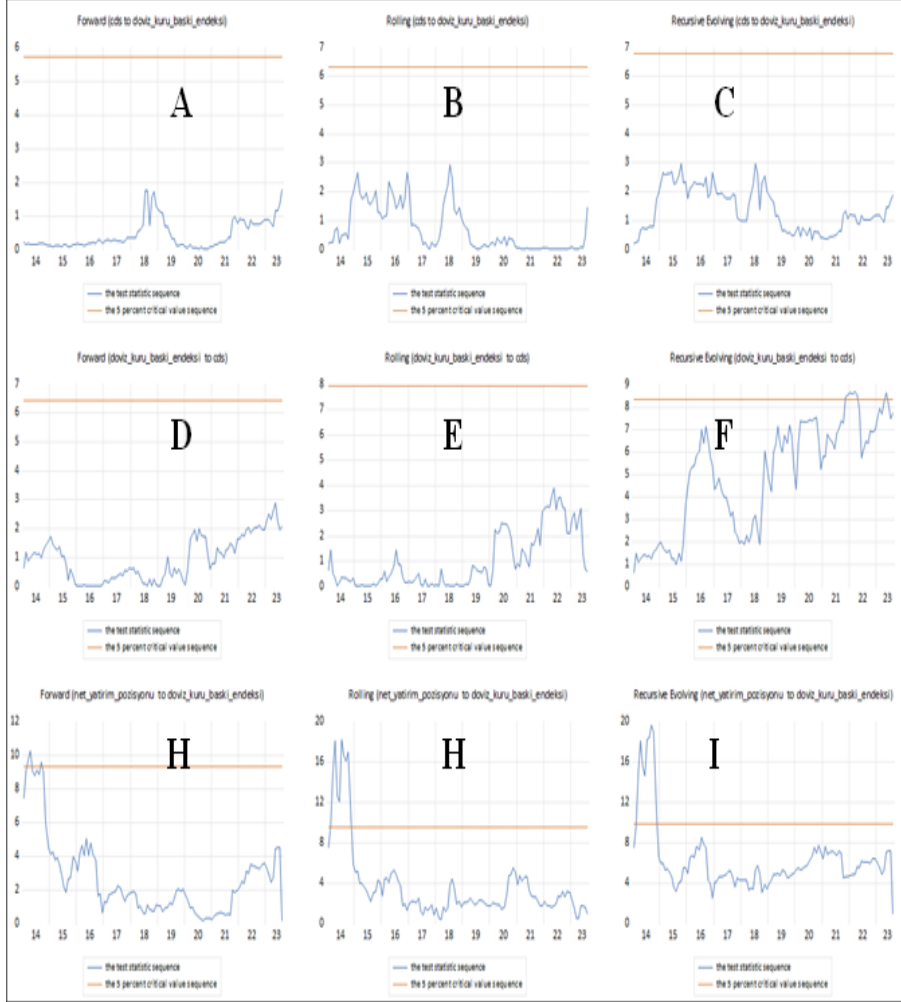 Forward (cds to doviz_kuru_baski_endeksi)
Rolling (cds to doviz_kuru_baski_endeksi)
Recursive Evolving (cds to doviz_kuru_baski_endeksi)
6
5
4
3
2
1
0
A
14 15 16 17 18 19 20 21 22 23
7
6
5
4
3
2
1
0
B
14 15 16 17 18 19 20 21 22 23
7
6
5
4
3
2
1
0
C
14 15 16 17 18 19 20 21 22 23
the test statistic sequence
the 5 percent critical value sequence
the test statistic sequence
the 5 percent critical value sequence
the test statistic sequence
the 5 percent critical value sequence
Forward (doviz_kuru_baski_endeksi to cds)
Rolling (doviz_kuru_baski_endeksi to cds)
Recursive Evolving (doviz_kuru_baski_endeksi to cds)
7
6
5
4
3
2
1
0
D
14 15 16 17 18 19 20 21 22 23
8
7
6
5
4
3
2
1
0
E
14 15 16 17 18 19 20 21 22 23
9
8
7
6
5
4
3
2
1
0
F
14 15 16 17 18 19 20 21 22 23
the test statistic sequence
the 5 percent critical value sequence
the test statistic sequence
the 5 percent critical value sequence
the test statistic sequence
the 5 percent critical value sequence
Forward (net_yatirim_pozisyonu to doviz_kuru_baski_endeksi)
Rolling (net_yatirim_pozisyonu to doviz_kuru_baski_endeksi)
Recursive Evolving (net_yatirim_pozisyonu to doviz_kuru_baski_endeksi)
12
10
8
6
4
2
0
H
14 15 16 17 18 19 20 21 22 23
20
16
12
8
4
0
H
14 15 16 17 18 19 20 21 22 23
20
16
12
8
4
0
I
14 15 16 17 18 19 20 21 22 23
the test statistic sequence
the 5 percent critical value sequence
the test statistic sequence
the 5 percent critical value sequence
the test statistic sequence
the 5 percent critical value sequence